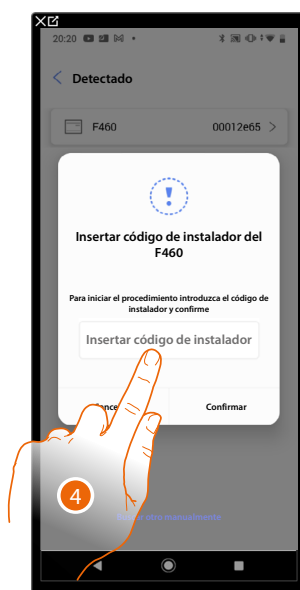 20:20
Detectado
F460 00012e65
Insertar código de instalador del
F460
Para iniciar el procedimiento introduzca el código de
instalador y confirme
Insertar código de instalador
Confirmar
4
manualmente